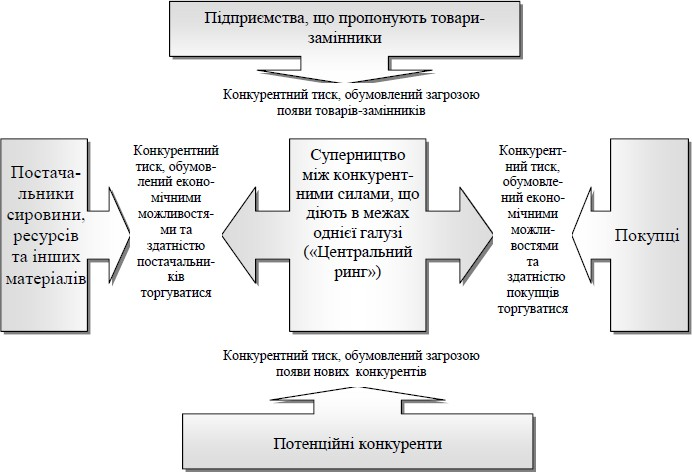 Підприємства, що пропонують товари-
замінники
Конкурентний тиск, обумовлений загрозою
появи товарів-замінників
Постача-
льники
сировини,
ресурсів
та інших
матеріалів
Конкурентний
тиск, обумов-
лений еконо-
мічними
можливостя-
ми та
здатністю
постачальни-
ків
торгуватися
Суперництво
між конкурент-
ними силами, що
діють в межах
однієї галузі
(«Центральний
ринг»)
Конкурент-
ний тиск,
обумовле-
ний еконо-
мічними
можли-
востями
та
здатністю
покупців
торгуватися
Покупці
Конкурентний тиск, обумовлений загрозою
появи нових конкурентів
Потенційні конкуренти